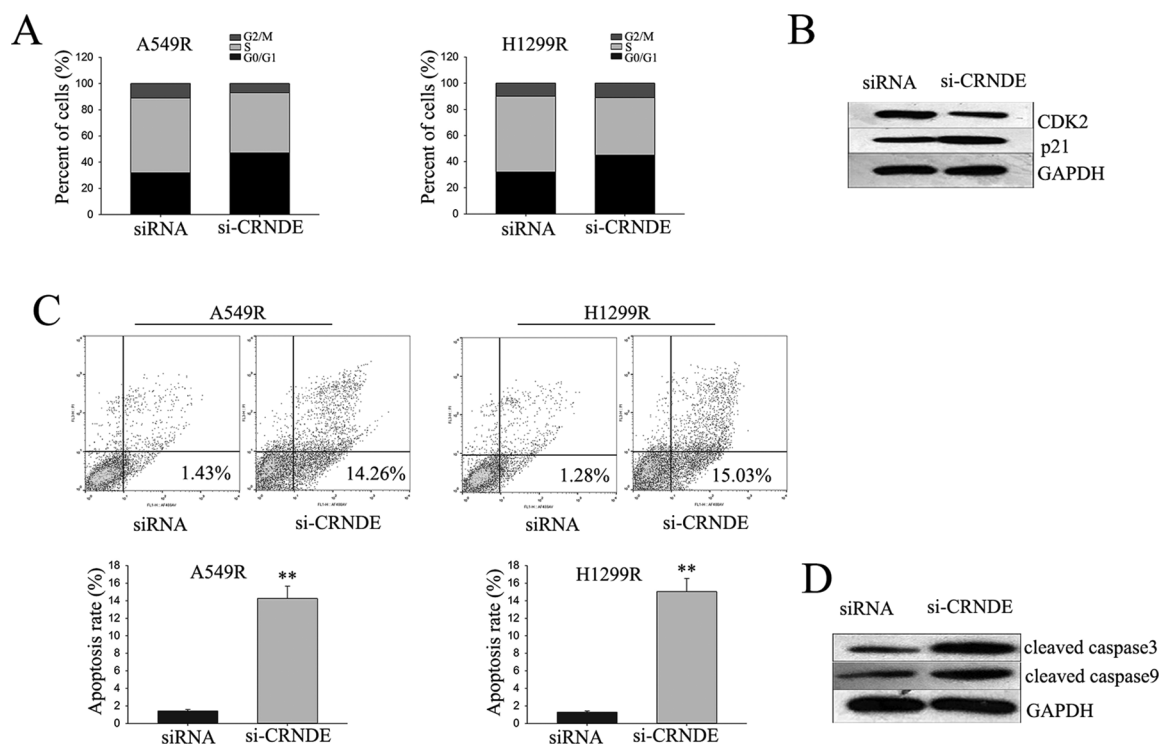 A
A549R
G2/M
S
G0/G1
Percent of cells (%)
120
100
80
60
40
20
0
siRNA
si-CRNDE
H1299R
G2/M
S
G0/G1
Percent of cells (%)
120
100
80
60
40
20
0
siRNA
si-CRNDE
B
siRNA
si-CRNDE
CDK2
p21
GAPDH
C
A549R
H1299R
1.43%
14.26%
1.28%
15.03%
siRNA
si-CRNDE
siRNA
si-CRNDE
A549R
**
Apoptosis rate (%)
18
16
14
12
10
8
6
4
2
0
siRNA
si-CRNDE
H1299R
**
Apoptosis rate (%)
18
16
14
12
10
8
6
4
2
0
siRNA
si-CRNDE
D
siRNA
si-CRNDE
cleaved caspase3
cleaved caspase9
GAPDH